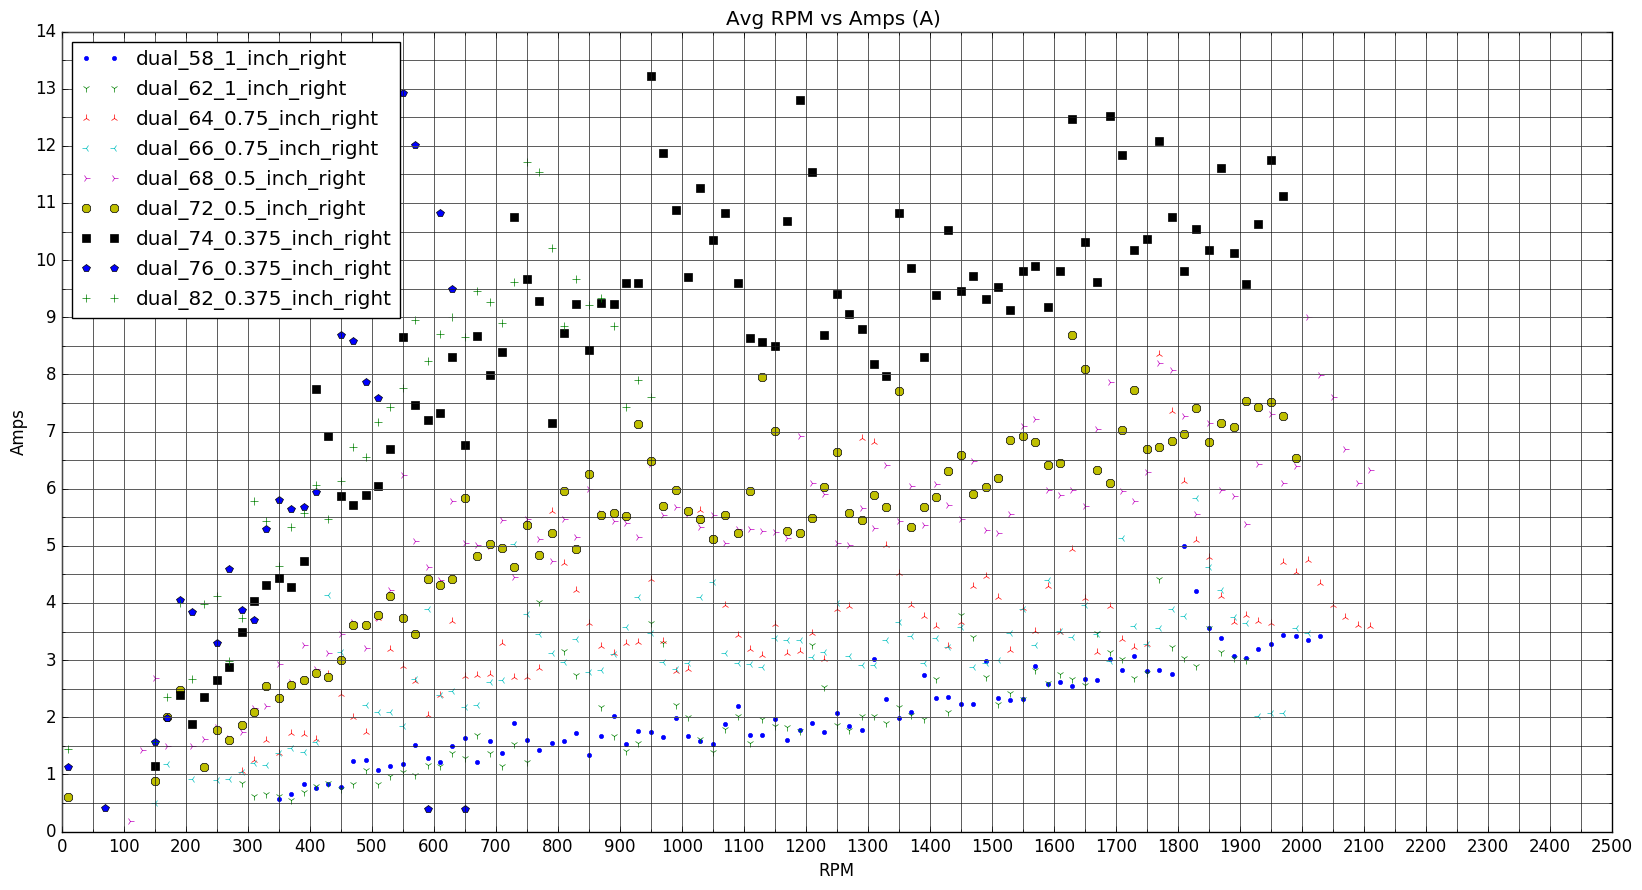 Avg RPM vs Amps (A)
14
13
12
11
10
9
8
7
6
5
4
3
2
1
0
Amps
dual_58_1_inch_right
dual_62_1_inch_right
dual_64_0.75_inch_right
dual_66_0.75_inch_right
dual_68_0.5_inch_right
dual_72_0.5_inch_right
dual_74_0.375_inch_right
dual_76_0.375_inch_right
dual_82_0.375_inch_right
0 100 200 300 400 500 600 700 800 900 1000 1100 1200 1300 1400 1500 1600 1700 1800 1900 2000 2100 2200 2300 2400 2500
RPM